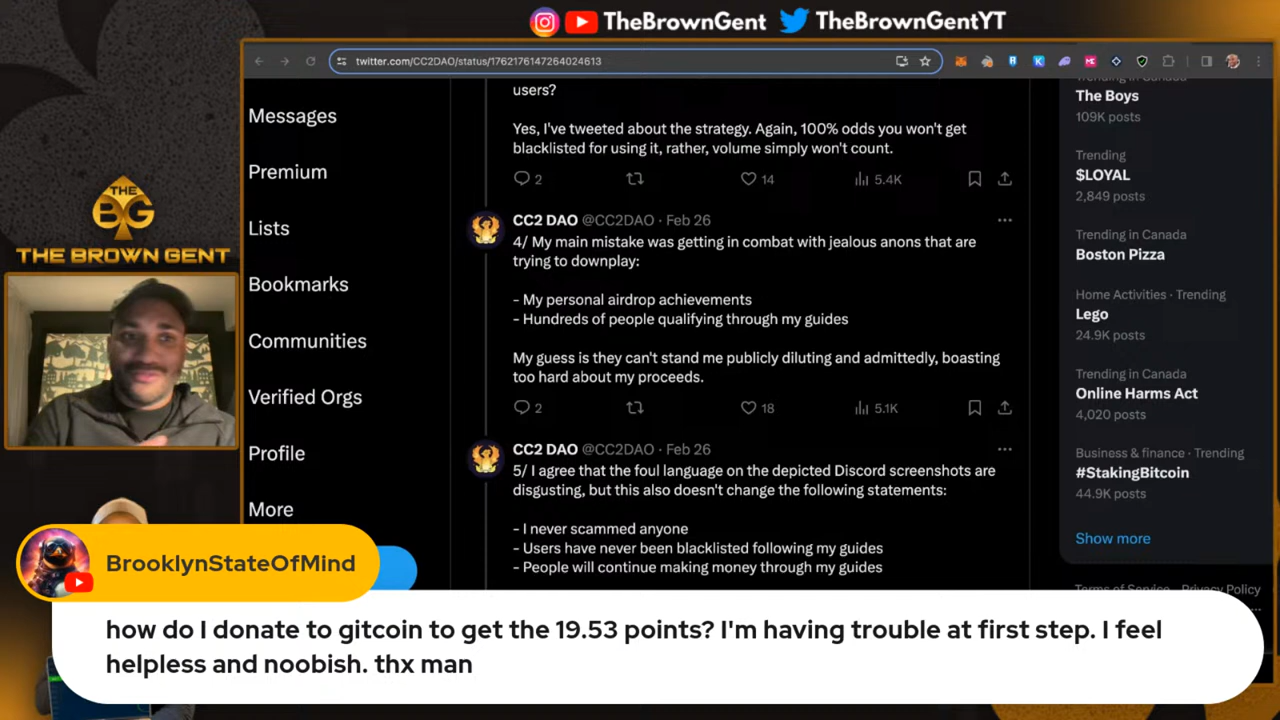 TheBrownGent TheBrownGentYT
twitter.com/CC2DAO/status/1762176147264024613
THE
BG
THE BROWN GENT
Messages
Premium
Lists
Bookmarks
Communities
Verified Orgs
Profile
More
users?
Yes, I've tweeted about the strategy. Again, 100% odds you won't get
blacklisted for using it, rather, volume simply won't count.
2 14 5.4K
CC2 DAO @CC2DAO · Feb 26
4/ My main mistake was getting in combat with jealous anons that are
trying to downplay:
- My personal airdrop achievements
- Hundreds of people qualifying through my guides
My guess is they can't stand me publicly diluting and admittedly, boasting
too hard about my proceeds.
2 18 5.1K
CC2 DAO @CC2DAO · Feb 26
5/ I agree that the foul language on the depicted Discord screenshots are
disgusting, but this also doesn't change the following statements:
- I never scammed anyone
- Users have never been blacklisted following my guides
- People will continue making money through my guides
Trending in Canada
The Boys
109K posts
Trending
$LOYAL
2,849 posts
Trending in Canada
Boston Pizza
Home Activities · Trending
Lego
24.9K posts
Trending in Canada
Online Harms Act
4,020 posts
Business & finance · Trending
#StakingBitcoin
44.9K posts
Show more
Terms of Service Privacy Policy
BrooklynStateOfMind
how do I donate to gitcoin to get the 19.53 points? I'm having trouble at first step. I feel
helpless and noobish. thx man